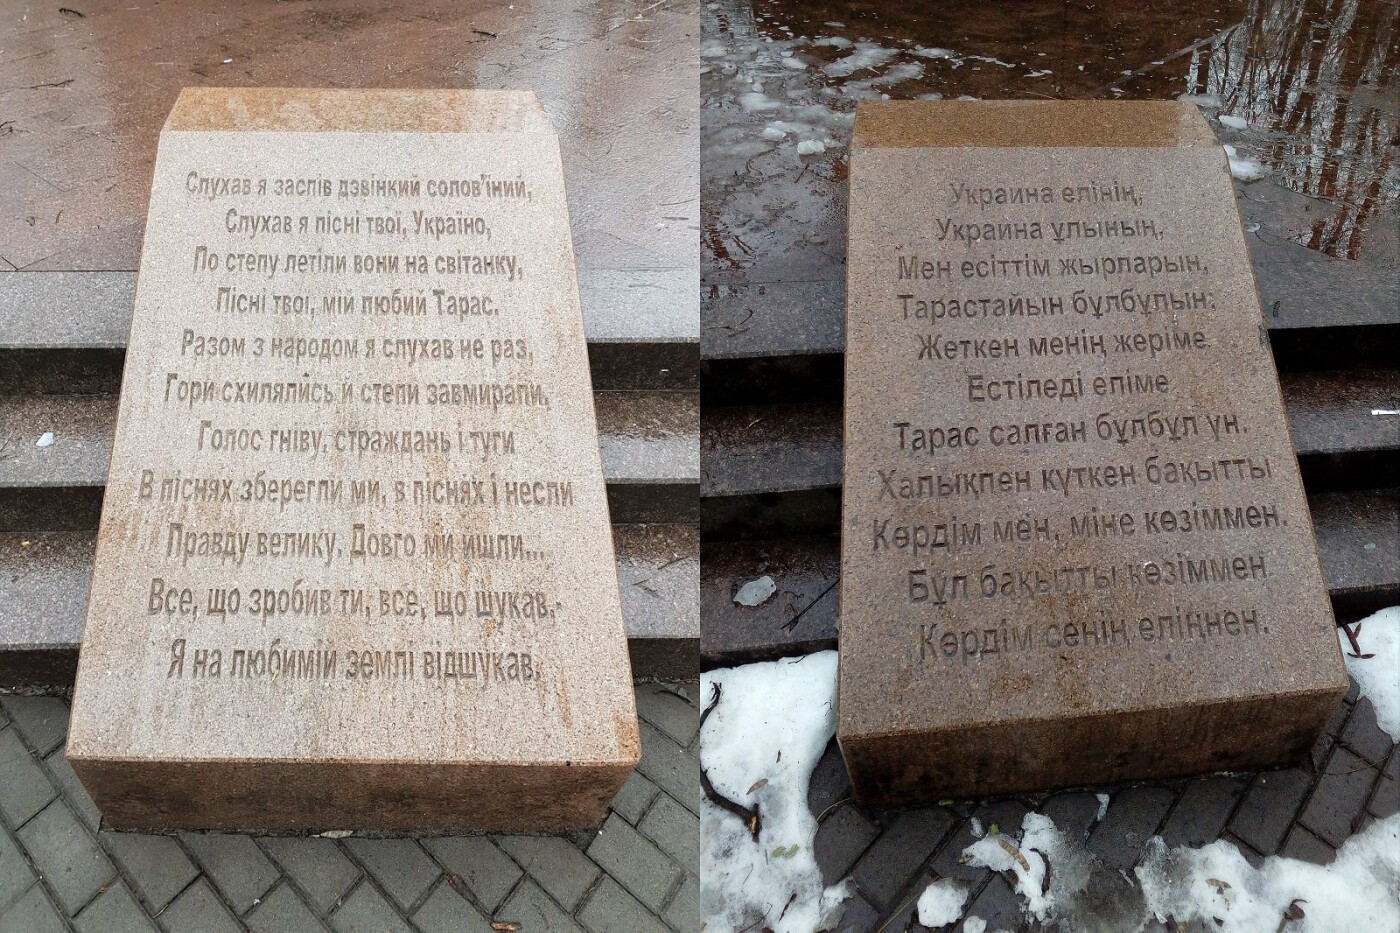 Слухав я заспів дзвінкий солов'їний,
Слухав я пісні твої, Україно,
По степу летіли вони на світанку,
Пісні твої, мій любий Тарас.
Разом з народом я слухав не раз,
Гори схилялись й степи завмирали,
Голос гніву, страждань і туги
В піснях зберегли ми, в піснях і несли
Правду велику. Довго ми ишли...
Все, що зробив ти, все, що шукав,-
Я на любимій землі відшукав.
Украина елінің,
Украина ұлының,
Мен есіттім жырларын,
Тарастайын бұлбұлын:
Жеткен менің жеріме
Естіледі еліме
Тарас салған бұлбұл үн.
Халықпен күткен бақытты
Көрдім мен, міне көзіммен.
Бұл бақытты көзіммен
Көрдім сенің еліңнен.